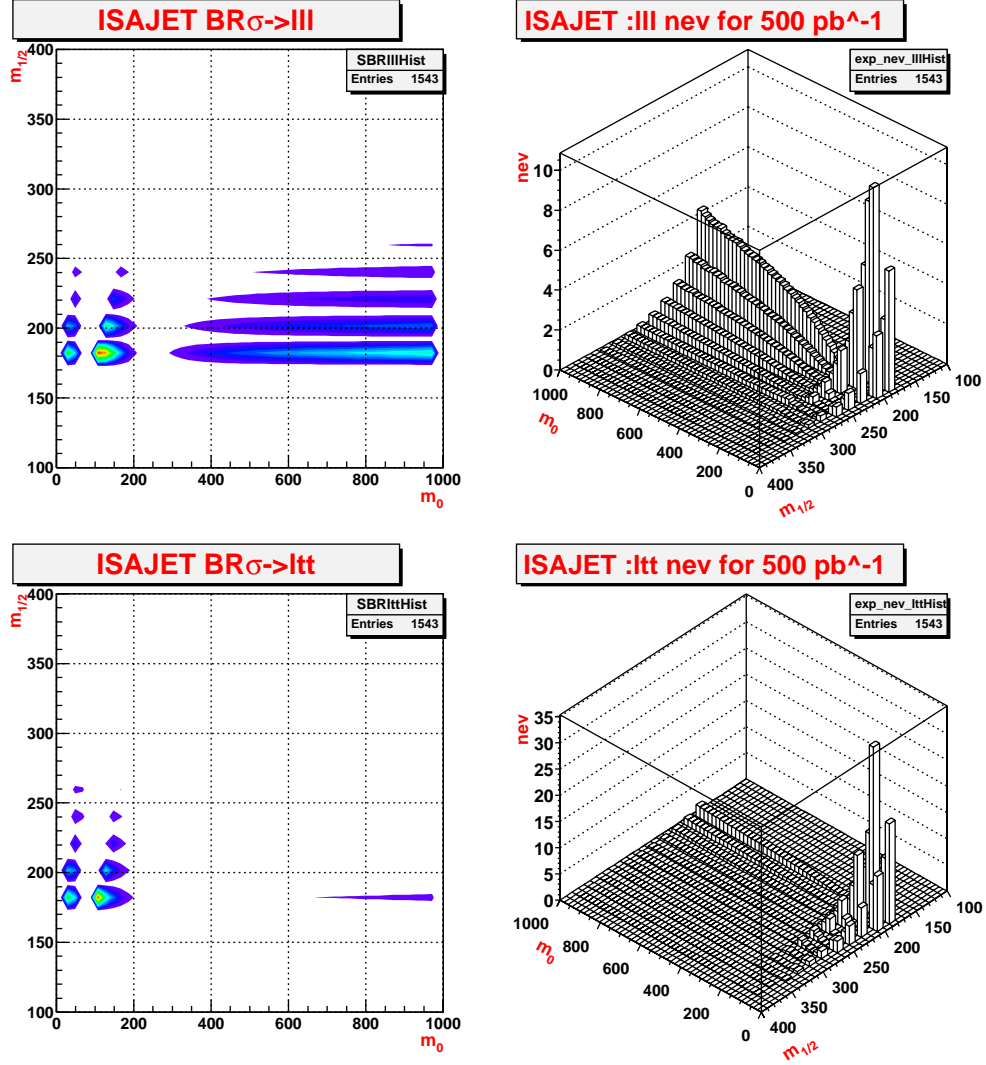 ISAJET BRσ->lll
m1/2
SBRlllHist
Entries 1543
400
350
300
250
200
150
100
0 200 400 600 800 1000
m0
ISAJET :lll nev for 500 pb^-1
exp_nev_lllHist
Entries 1543
nev
10
8
6
4
2
0
1000 800 600 400 200 0
m0
400 350 300 250 200 150 100
m1/2
ISAJET BRσ->ltt
m1/2
SBRlttHist
Entries 1543
400
350
300
250
200
150
100
0 200 400 600 800 1000
m0
ISAJET :ltt nev for 500 pb^-1
exp_nev_lttHist
Entries 1543
nev
35
30
25
20
15
10
5
0
1000 800 600 400 200 0
m0
400 350 300 250 200 150 100
m1/2